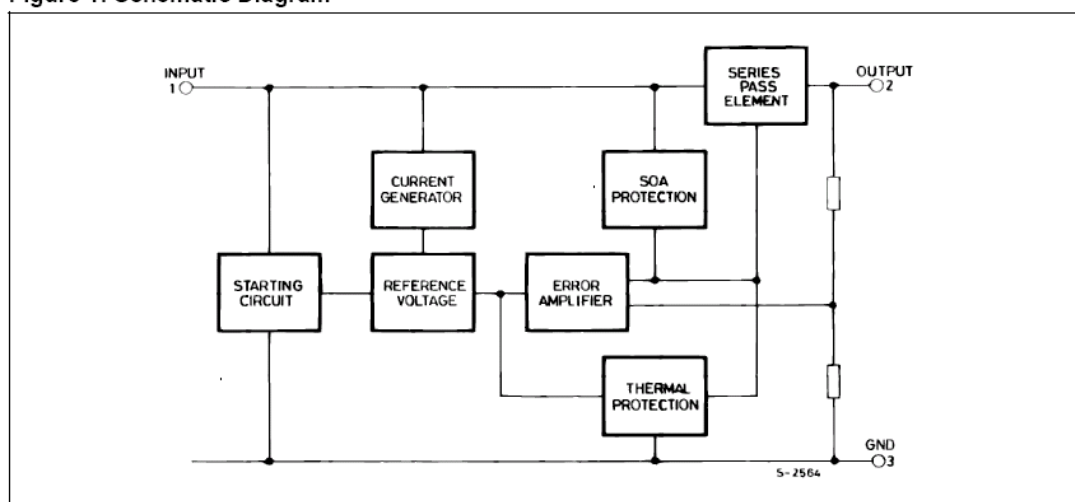 Figure 1. Schematic Diagram
INPUT
1
SERIES
PASS
ELEMENT
OUTPUT
2
CURRENT
GENERATOR
SOA
PROTECTION
STARTING
CIRCUIT
REFERENCE
VOLTAGE
ERROR
AMPLIFIER
THERMAL
PROTECTION
GND
3
S-2564